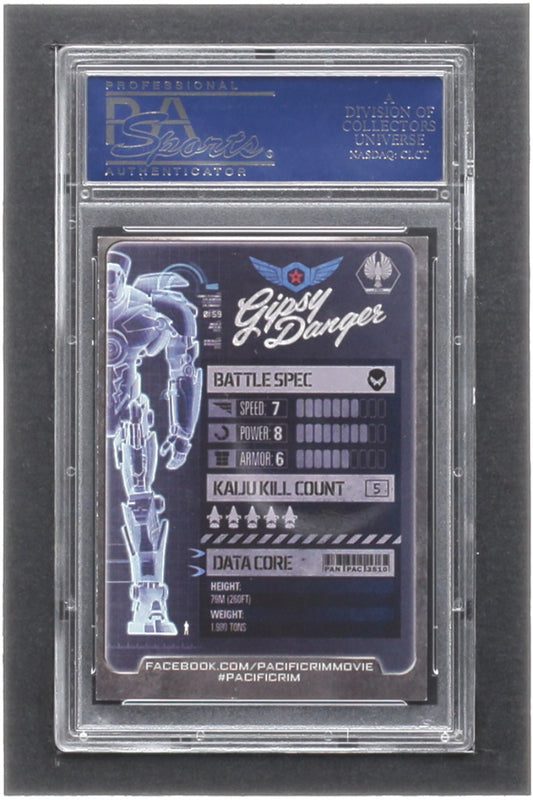 PROFESSIONAL
PSA
Sports
AUTHENTICATOR
A
DIVISION OF
COLLECTORS
UNIVERSE
NASDAQ: CLCT
Gipsy
Danger
BATTLE SPEC
SPEED: 7
POWER: 8
ARMOR: 6
KAIJU KILL COUNT 5
DATA CORE
PAN PAC 3510
HEIGHT:
79M (260FT)
WEIGHT:
1,980 TONS
FACEBOOK.COM/PACIFICRIMMOVIE
#PACIFICRIM